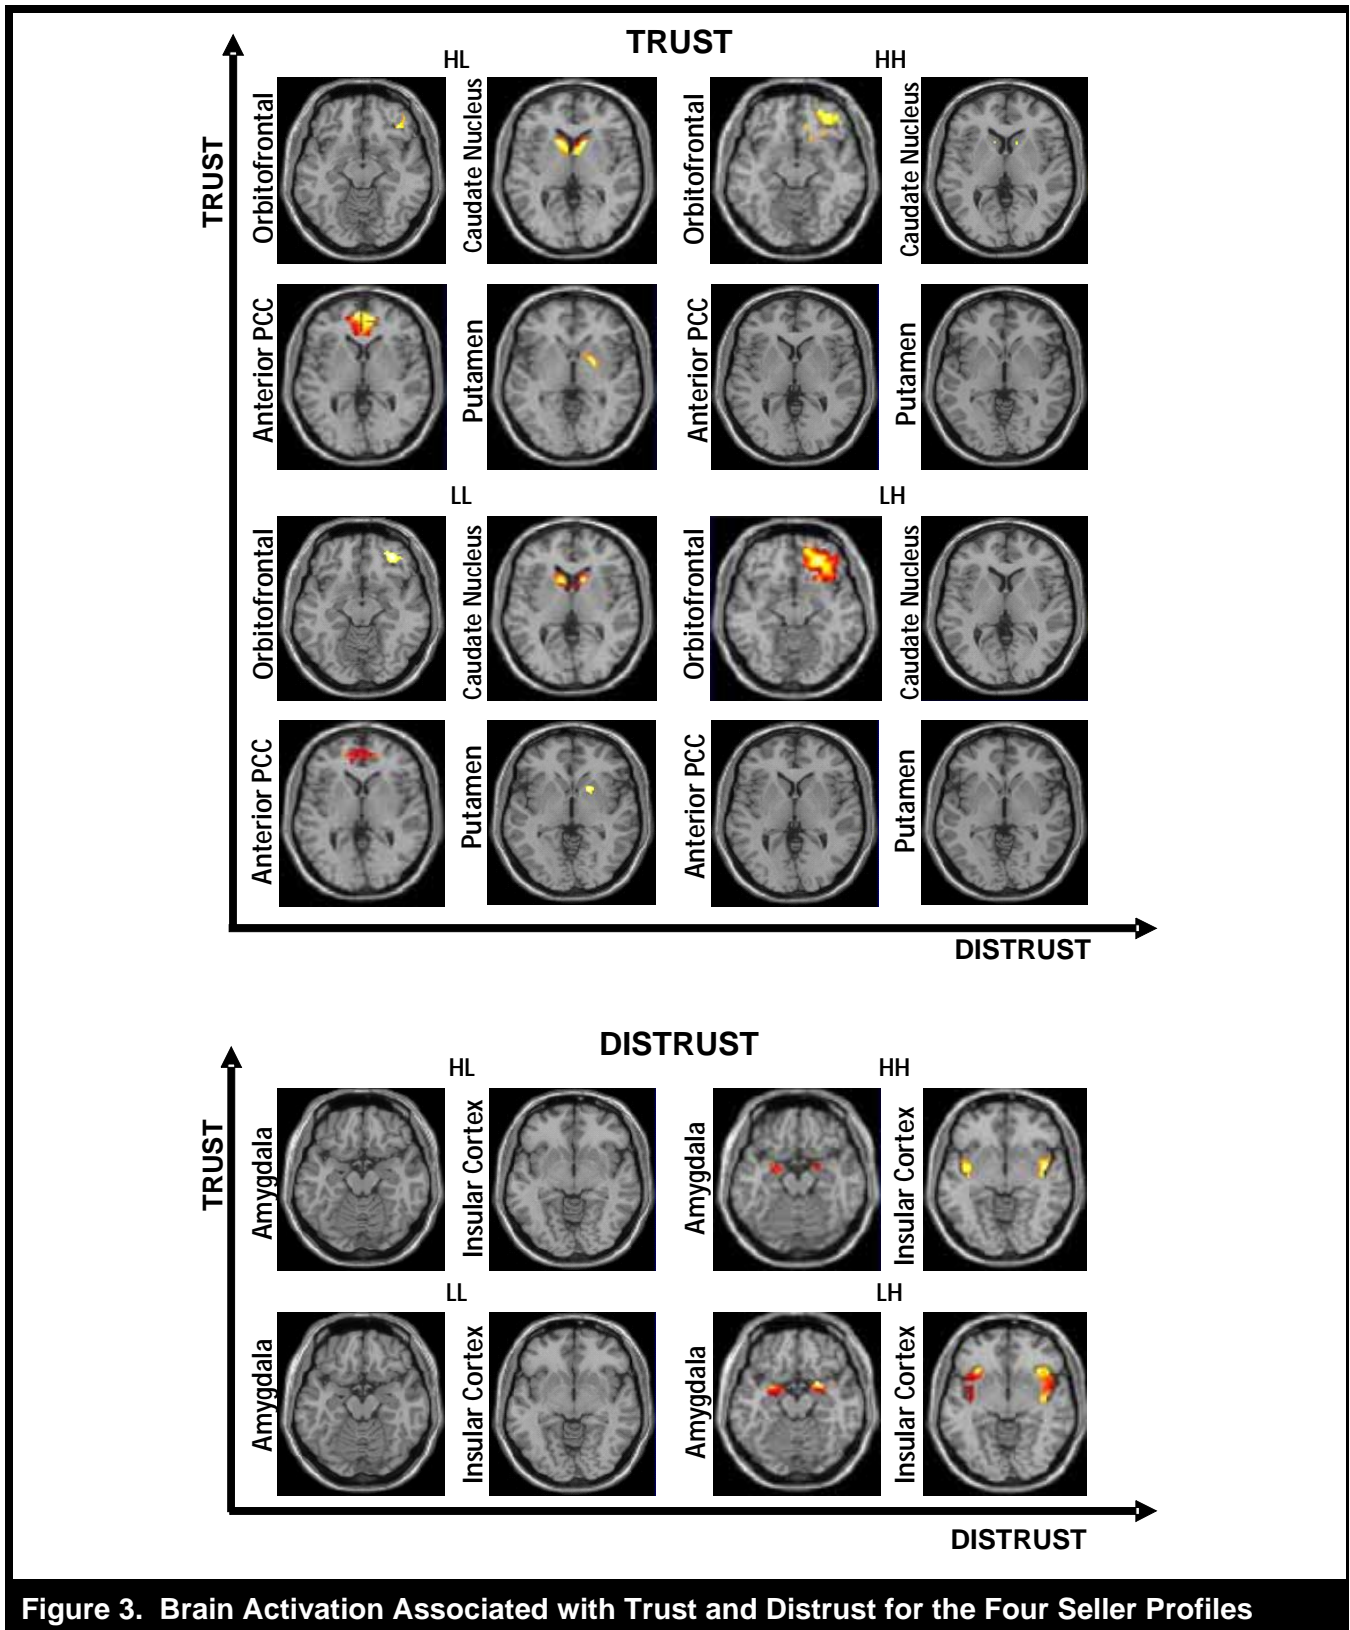 TRUST
HL
HH
TRUST
Orbitofrontal
Caudate Nucleus
Orbitofrontal
Caudate Nucleus
Anterior PCC
Putamen
Anterior PCC
Putamen
LL
LH
Orbitofrontal
Caudate Nucleus
Orbitofrontal
Caudate Nucleus
Anterior PCC
Putamen
Anterior PCC
Putamen
DISTRUST
DISTRUST
HL
HH
TRUST
Amygdala
Insular Cortex
Amygdala
Insular Cortex
LL
LH
Amygdala
Insular Cortex
Amygdala
Insular Cortex
DISTRUST
Figure 3. Brain Activation Associated with Trust and Distrust for the Four Seller Profiles